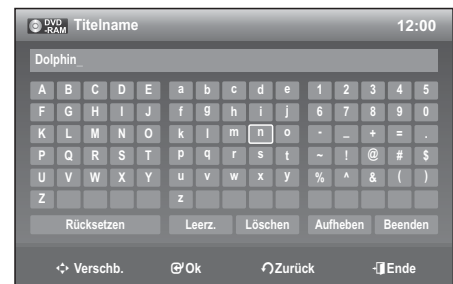 DVD-RAM Titelname 12:00
Dolphin_
A B C D E a b c d e 1 2 3 4 5
F G H I J f g h i j 6 7 8 9 0
K L M N O k l m n o - _ + = .
P Q R S T p q r s t ~ ! @ # $
U V W X Y u v w x y % ^ & ( )
Z z
Rücksetzen Leerz. Löschen Aufheben Beenden
Verschb. Ok Zurück Ende